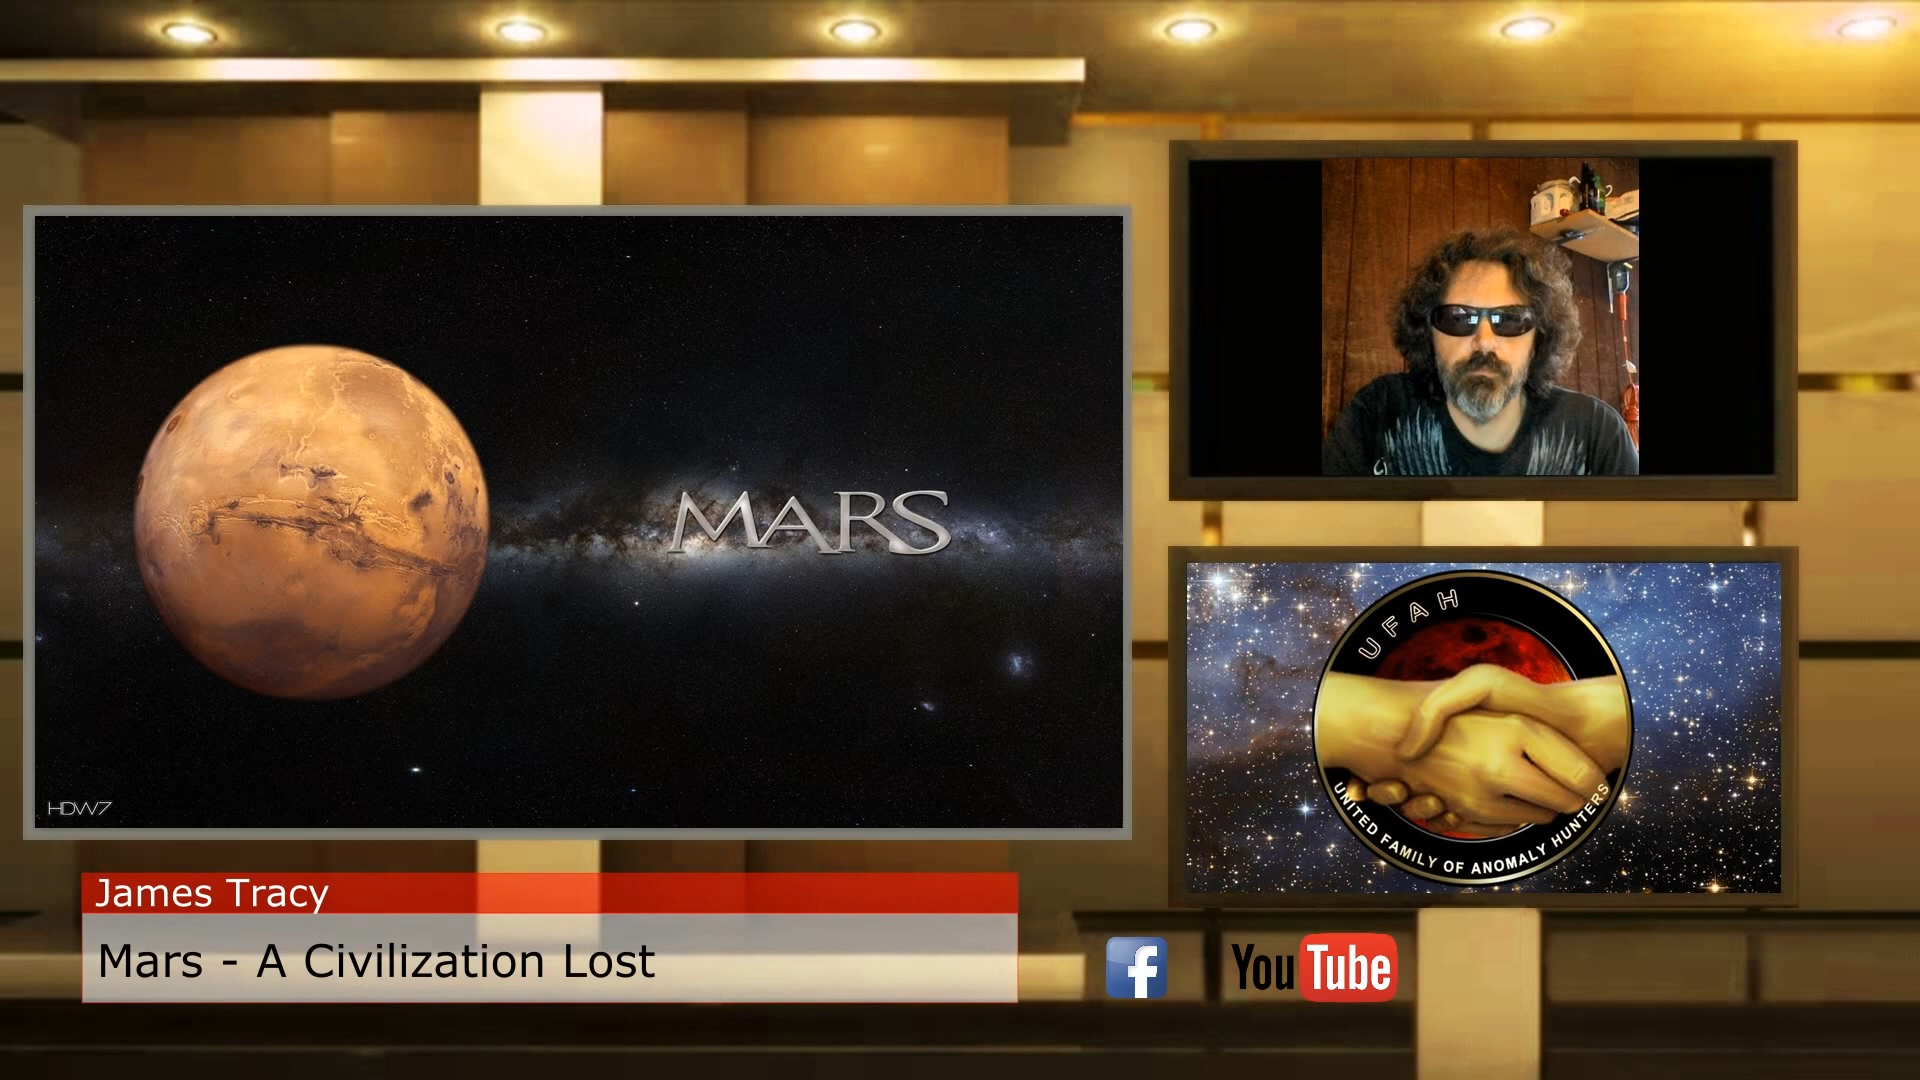 MARS
HDW7
UFAH
UNITED FAMILY OF ANOMALY HUNTERS
James Tracy
Mars - A Civilization Lost
f
YouTube